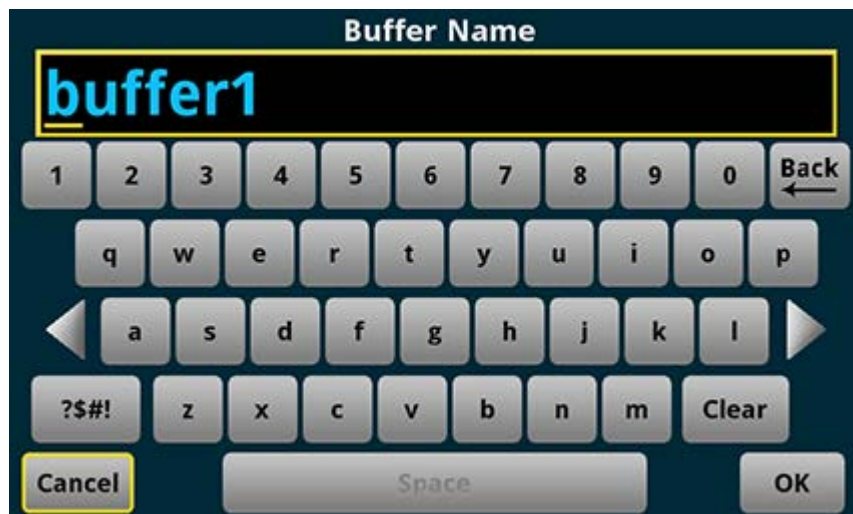 Buffer Name
buffer1
1 2 3 4 5 6 7 8 9 0 Back
q w e r t y u i o p
a s d f g h j k l
?$#! z x c v b n m Clear
Cancel Space OK